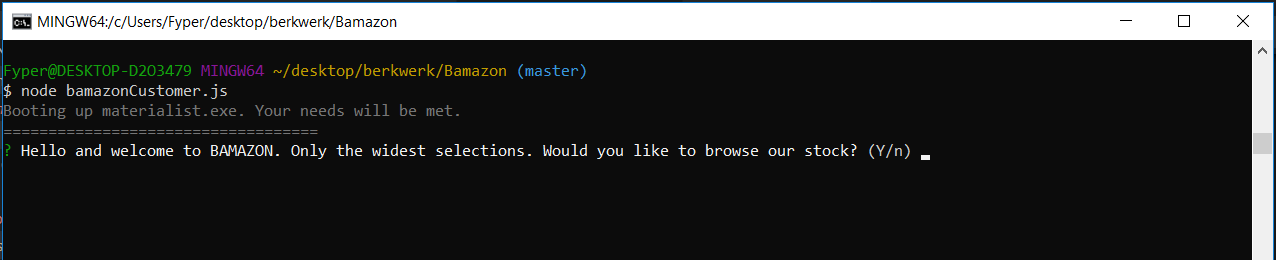 MINGW64:/c/Users/Fyper/desktop/berkwerk/Bamazon
Fyper@DESKTOP-D2O3479 MINGW64 ~/desktop/berkwerk/Bamazon (master)
$ node bamazonCustomer.js
Booting up materialist.exe. Your needs will be met.
===================================
? Hello and welcome to BAMAZON. Only the widest selections. Would you like to browse our stock? (Y/n)